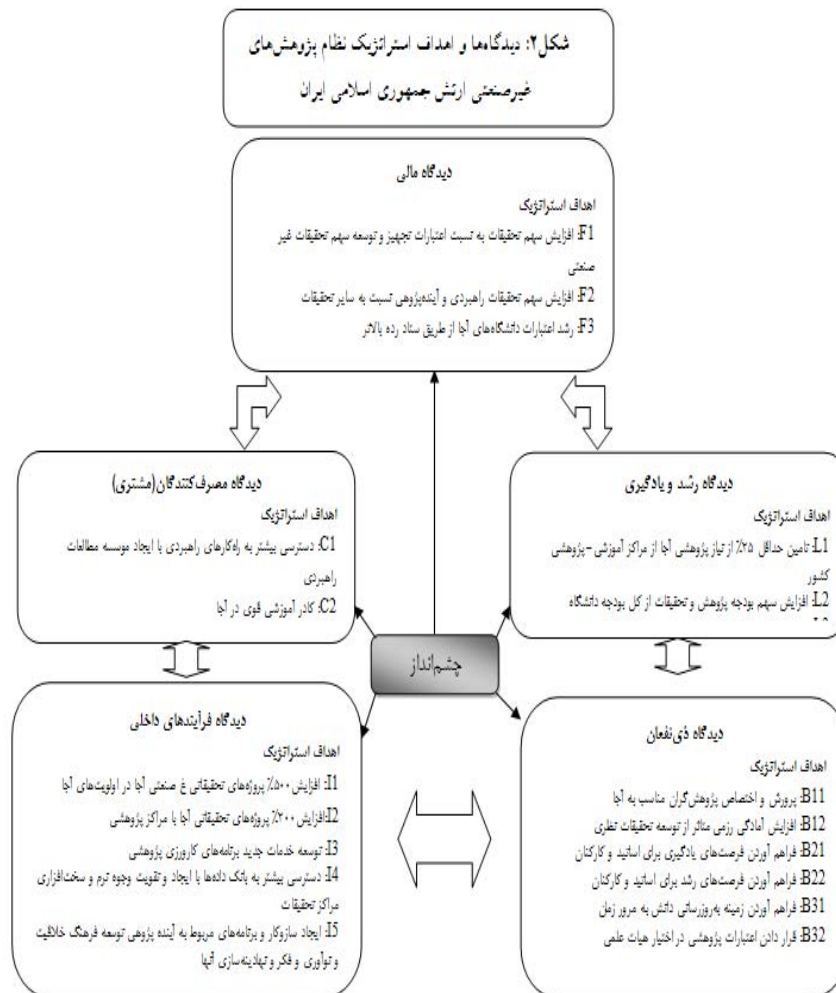 شکل۲: دیدگاه‌ها و اهداف استراتژیک نظام پژوهش‌های
غیرصنعتی ارتش جمهوری اسلامی ایران
دیدگاه مالی
اهداف استراتژیک
F1: افزایش سهم تحقیقات به نسبت اعتبارات تجهیز و توسعه سهم تحقیقات غیر
صنعتی
F2: افزایش سهم تحقیقات راهبردی و آینده‌پژوهی نسبت به سایر تحقیقات
F3: رشد اعتبارات دانشگاه‌های آجا از طریق ستاد رده بالاتر
دیدگاه رشد و یادگیری
اهداف استراتژیک
L1: تامین حداقل ۲۵٪ از نیاز پژوهشی آجا از مراکز آموزشی-پژوهشی
کشور
L2: افزایش سهم بودجه پژوهش و تحقیقات از کل بودجه دانشگاه
دیدگاه مصرف‌کنندگان(مشتری)
اهداف استراتژیک
C1: دسترسی بیشتر به راه‌کارهای راهبردی با ایجاد موسسه مطالعات
راهبردی
C2: کادر آموزشی قوی در آجا
چشم‌انداز
دیدگاه ذی‌نفعان
اهداف استراتژیک
B11: پرورش و اختصاص پژوهش‌گران مناسب به آجا
B12: افزایش آمادگی رزمی متاثر از توسعه تحقیقات نظری
B21: فراهم آوردن فرصت‌های یادگیری برای اساتید و کارکنان
B22: فراهم آوردن فرصت‌های رشد برای اساتید و کارکنان
B31: فراهم آوردن زمینه به‌روزرسانی دانش به مرور زمان
B32: قرار دادن اعتبارات پژوهشی در اختیار هیات علمی
دیدگاه فرآیندهای داخلی
اهداف استراتژیک
I1: افزایش ۵۰۰٪ پروژه‌های تحقیقاتی غ صنعتی آجا در اولویت‌های آجا
I2: افزایش ۲۰۰٪ پروژه‌های تحقیقاتی آجا با مراکز پژوهشی
I3: توسعه خدمات جدید برنامه‌های کارورزی پژوهشی
I4: دسترسی بیشتر به بانک داده‌ها با ایجاد و تقویت وجوه نرم و سخت‌افزاری
مراکز تحقیقات
I5: ایجاد سازوکار و برنامه‌های مربوط به آینده پژوهی توسعه فرهنگ خلاقیت
و نوآوری و فکر و نهادینه‌سازی آنها